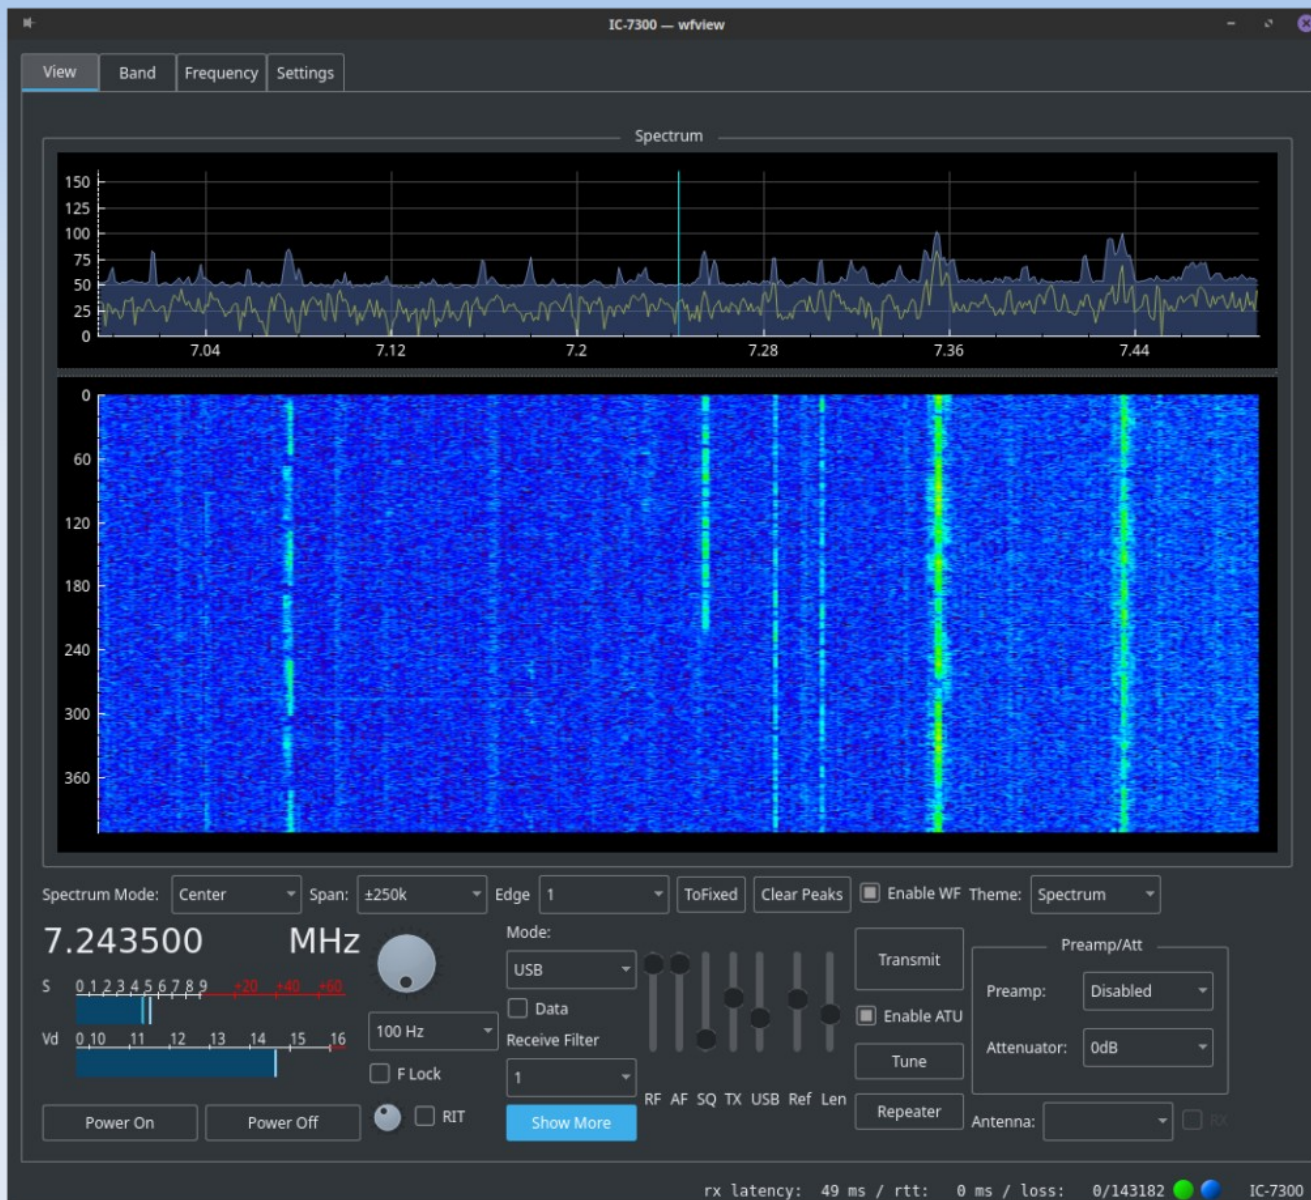 IC-7300 — wfview
View Band Frequency Settings
Spectrum
150
125
100
75
50
25
0
7.04 7.12 7.2 7.28 7.36 7.44
0
60
120
180
240
300
360
Spectrum Mode: Center Span: ±250k Edge 1 ToFixed Clear Peaks Enable WF Theme: Spectrum
7.243500 MHz
S 0 1 2 3 4 5 6 7 8 9 +20 +40 +60
Vd 0 10 11 12 13 14 15 16
100 Hz
F Lock
RIT
Power On Power Off
Mode:
USB
Data
Receive Filter
1
Show More
RF AF SQ TX USB Ref Len
Transmit
Enable ATU
Tune
Repeater
Preamp/Att
Preamp: Disabled
Attenuator: 0dB
Antenna: RX
rx latency: 49 ms / rtt: 0 ms / loss: 0/143182 IC-7300